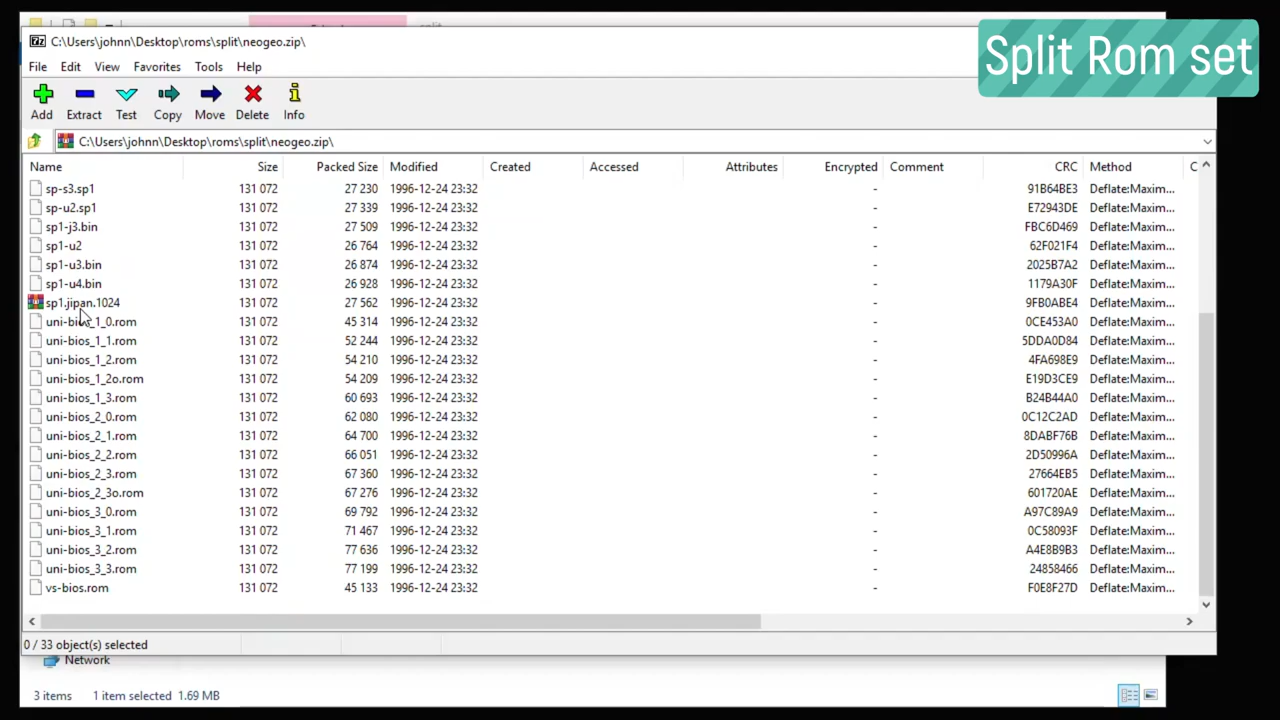 Split Rom set
C:\Users\johnn\Desktop\roms\split\neogeo.zip\
File Edit View Favorites Tools Help
Add Extract Test Copy Move Delete Info
C:\Users\johnn\Desktop\roms\split\neogeo.zip\
Name Size Packed Size Modified Created Accessed Attributes Encrypted Comment CRC Method C
sp-s3.sp1 131 072 27 230 1996-12-24 23:32 - 91B64BE3 Deflate:Maxim...
sp-u2.sp1 131 072 27 339 1996-12-24 23:32 - E72943DE Deflate:Maxim...
sp1-j3.bin 131 072 27 509 1996-12-24 23:32 - FBC6D469 Deflate:Maxim...
sp1-u2 131 072 26 764 1996-12-24 23:32 - 62F021F4 Deflate:Maxim...
sp1-u3.bin 131 072 26 874 1996-12-24 23:32 - 2025B7A2 Deflate:Maxim...
sp1-u4.bin 131 072 26 928 1996-12-24 23:32 - 1179A30F Deflate:Maxim...
sp1.jipan.1024 131 072 27 562 1996-12-24 23:32 - 9FB0ABE4 Deflate:Maxim...
uni-bios_1_0.rom 131 072 45 314 1996-12-24 23:32 - 0CE453A0 Deflate:Maxim...
uni-bios_1_1.rom 131 072 52 244 1996-12-24 23:32 - 5DDA0D84 Deflate:Maxim...
uni-bios_1_2.rom 131 072 54 210 1996-12-24 23:32 - 4FA698E9 Deflate:Maxim...
uni-bios_1_2o.rom 131 072 54 209 1996-12-24 23:32 - E19D3CE9 Deflate:Maxim...
uni-bios_1_3.rom 131 072 60 693 1996-12-24 23:32 - B24B44A0 Deflate:Maxim...
uni-bios_2_0.rom 131 072 62 080 1996-12-24 23:32 - 0C12C2AD Deflate:Maxim...
uni-bios_2_1.rom 131 072 64 700 1996-12-24 23:32 - 8DABF76B Deflate:Maxim...
uni-bios_2_2.rom 131 072 66 051 1996-12-24 23:32 - 2D50996A Deflate:Maxim...
uni-bios_2_3.rom 131 072 67 360 1996-12-24 23:32 - 27664EB5 Deflate:Maxim...
uni-bios_2_3o.rom 131 072 67 276 1996-12-24 23:32 - 601720AE Deflate:Maxim...
uni-bios_3_0.rom 131 072 69 792 1996-12-24 23:32 - A97C89A9 Deflate:Maxim...
uni-bios_3_1.rom 131 072 71 467 1996-12-24 23:32 - 0C58093F Deflate:Maxim...
uni-bios_3_2.rom 131 072 77 636 1996-12-24 23:32 - A4E8B9B3 Deflate:Maxim...
uni-bios_3_3.rom 131 072 77 199 1996-12-24 23:32 - 24858466 Deflate:Maxim...
vs-bios.rom 131 072 45 133 1996-12-24 23:32 - F0E8F27D Deflate:Maxim...
0 / 33 object(s) selected
Network
3 items 1 item selected 1.69 MB